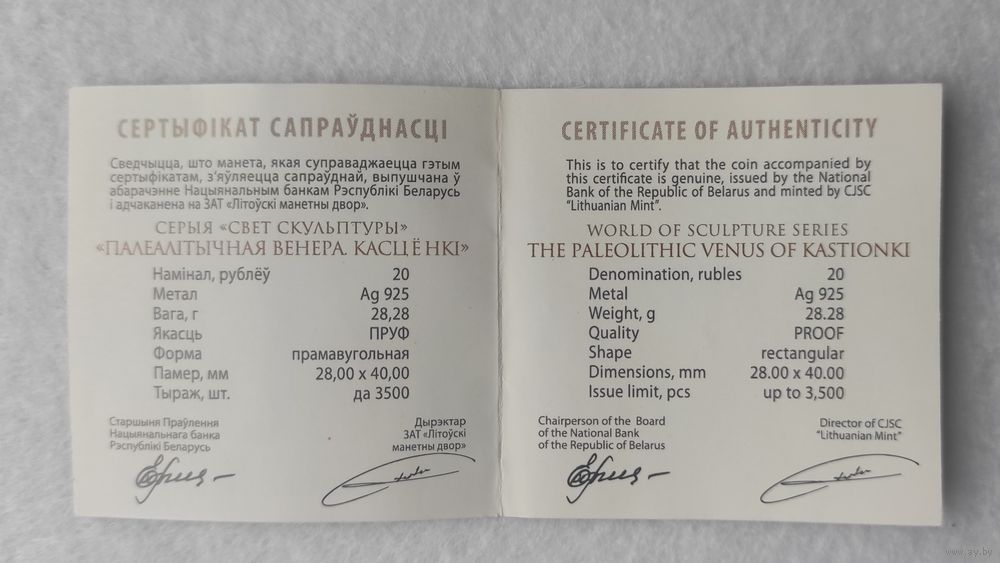 СЕРТЫФІКАТ САПРАЎДНАСЦІ
Сведчыцца, што манета, якая суправаджаецца гэтым
сертыфікатам, з'яўляецца сапраўднай, выпушчана ў
абарачэнне Нацыянальным банкам Рэспублікі Беларусь
і адчаканена на ЗАТ «Літоўскі манетны двор».
СЕРЫЯ «СВЕТ СКУЛЬПТУРЫ»
«ПАЛЕАЛІТЫЧНАЯ ВЕНЕРА. КАСЦЁНКІ»
Намінал, рублёў 20
Метал Ag 925
Вага, г 28,28
Якасць ПРУФ
Форма прамавугольная
Памер, мм 28,00 x 40,00
Тыраж, шт. да 3500
Старшыня Праўлення
Нацыянальнага банка
Рэспублікі Беларусь
Дырэктар
ЗАТ «Літоўскі
манетны двор»
CERTIFICATE OF AUTHENTICITY
This is to certify that the coin accompanied by
this certificate is genuine, issued by the National
Bank of the Republic of Belarus and minted by CJSC
"Lithuanian Mint".
WORLD OF SCULPTURE SERIES
THE PALEOLITHIC VENUS OF KASTIONKI
Denomination, rubles 20
Metal Ag 925
Weight, g 28.28
Quality PROOF
Shape rectangular
Dimensions, mm 28.00 x 40.00
Issue limit, pcs up to 3,500
Chairperson of the Board
of the National Bank
of the Republic of Belarus
Director of CJSC
"Lithuanian Mint"
www.ay.by